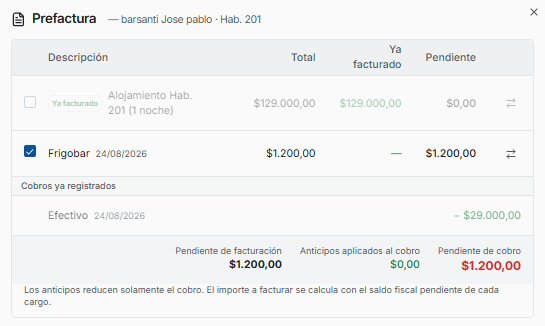 Prefactura — barsanti Jose pablo · Hab. 201
Descripción Total Ya facturado Pendiente
Ya facturado Alojamiento Hab. 201 (1 noche) $129.000,00 $129.000,00 $0,00
Frigobar 24/08/2026 $1.200,00 — $1.200,00
Cobros ya registrados
Efectivo 24/08/2026 − $29.000,00
Pendiente de facturación Anticipos aplicados al cobro Pendiente de cobro
$1.200,00 $0,00 $1.200,00
Los anticipos reducen solamente el cobro. El importe a facturar se calcula con el saldo fiscal pendiente de cada
cargo.